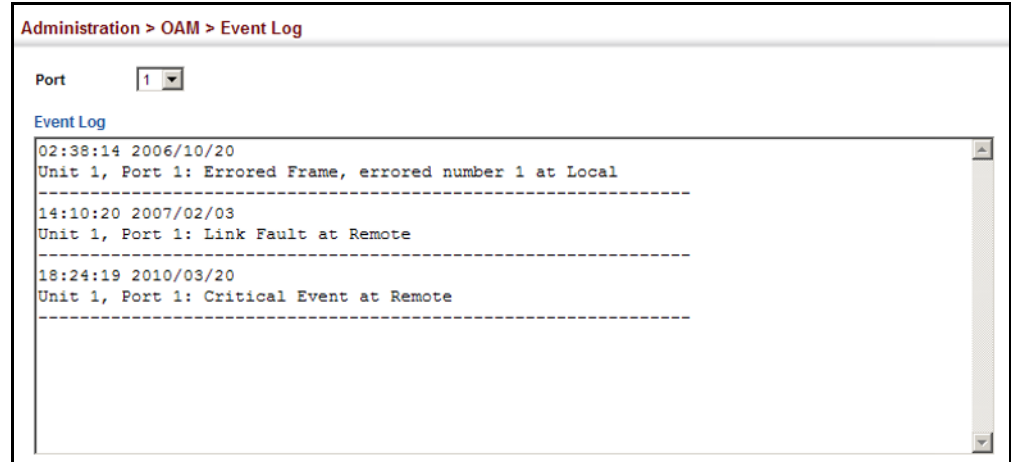 Administration > OAM > Event Log
Port 1
Event Log
02:38:14 2006/10/20
Unit 1, Port 1: Errored Frame, errored number 1 at Local
---------------------------------------------------------------
14:10:20 2007/02/03
Unit 1, Port 1: Link Fault at Remote
---------------------------------------------------------------
18:24:19 2010/03/20
Unit 1, Port 1: Critical Event at Remote
---------------------------------------------------------------